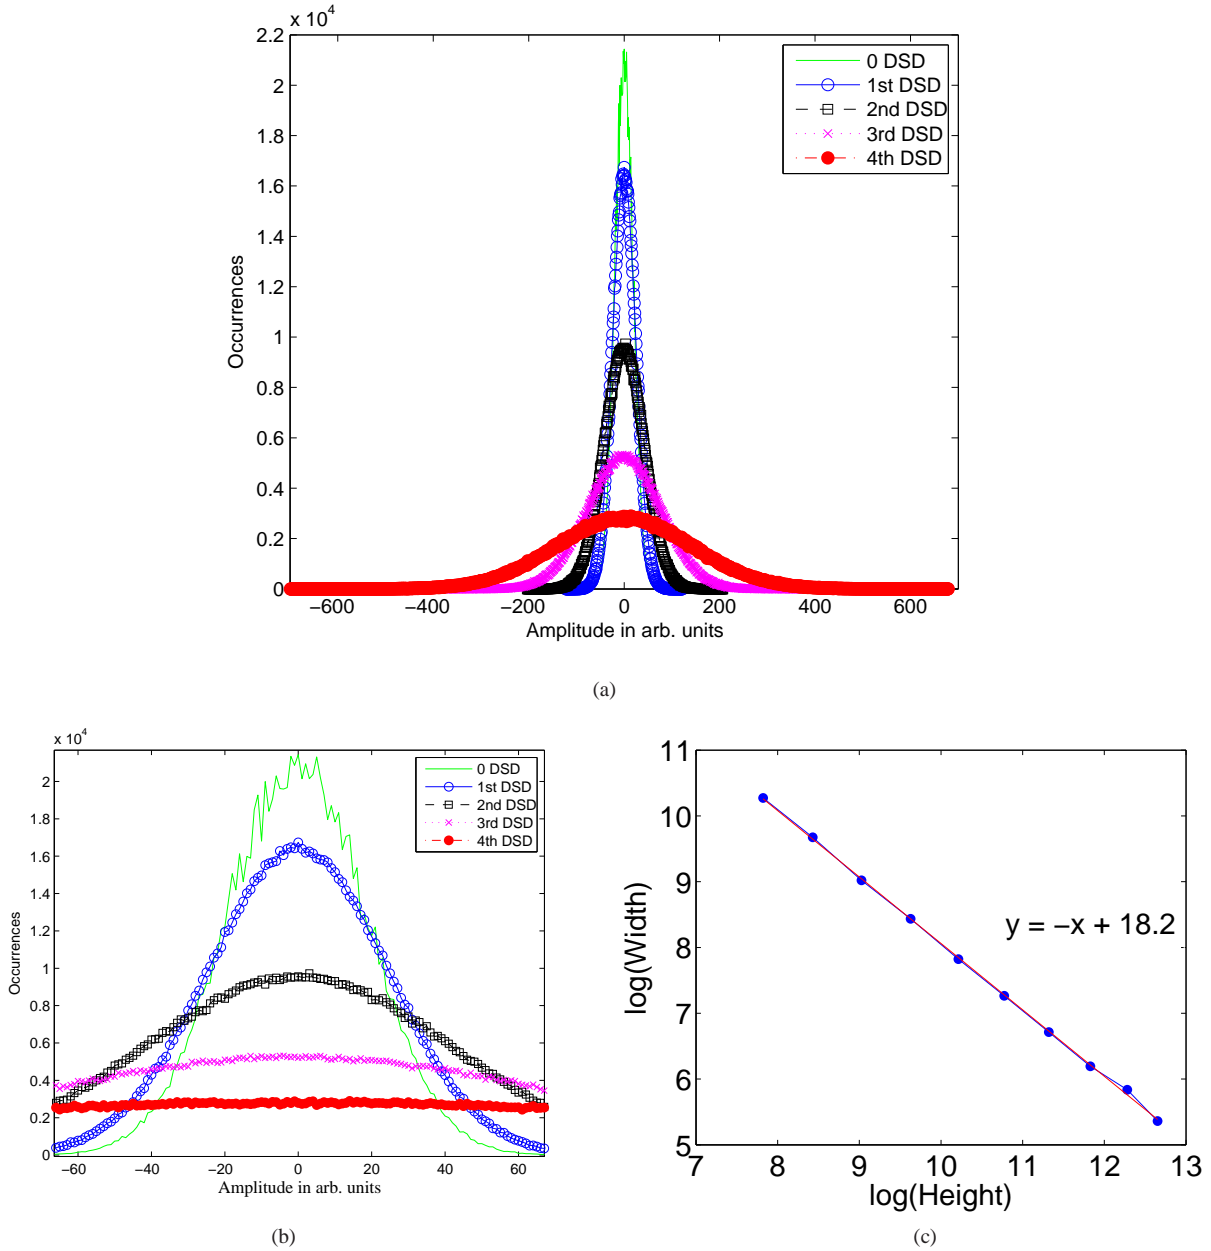 x 10⁴
2.2
2
1.8
1.6
1.4
1.2
1
0.8
0.6
0.4
0.2
0
Occurrences
0 DSD
1st DSD
2nd DSD
3rd DSD
4th DSD
−600 −400 −200 0 200 400 600
Amplitude in arb. units
(a)
x 10⁴
2
1.8
1.6
1.4
1.2
1
0.8
0.6
0.4
0.2
0
Occurrences
0 DSD
1st DSD
2nd DSD
3rd DSD
4th DSD
−60 −40 −20 0 20 40 60
Amplitude in arb. units
(b)
11
10
9
8
7
6
5
log(Width)
y = −x + 18.2
7 8 9 10 11 12 13
log(Height)
(c)